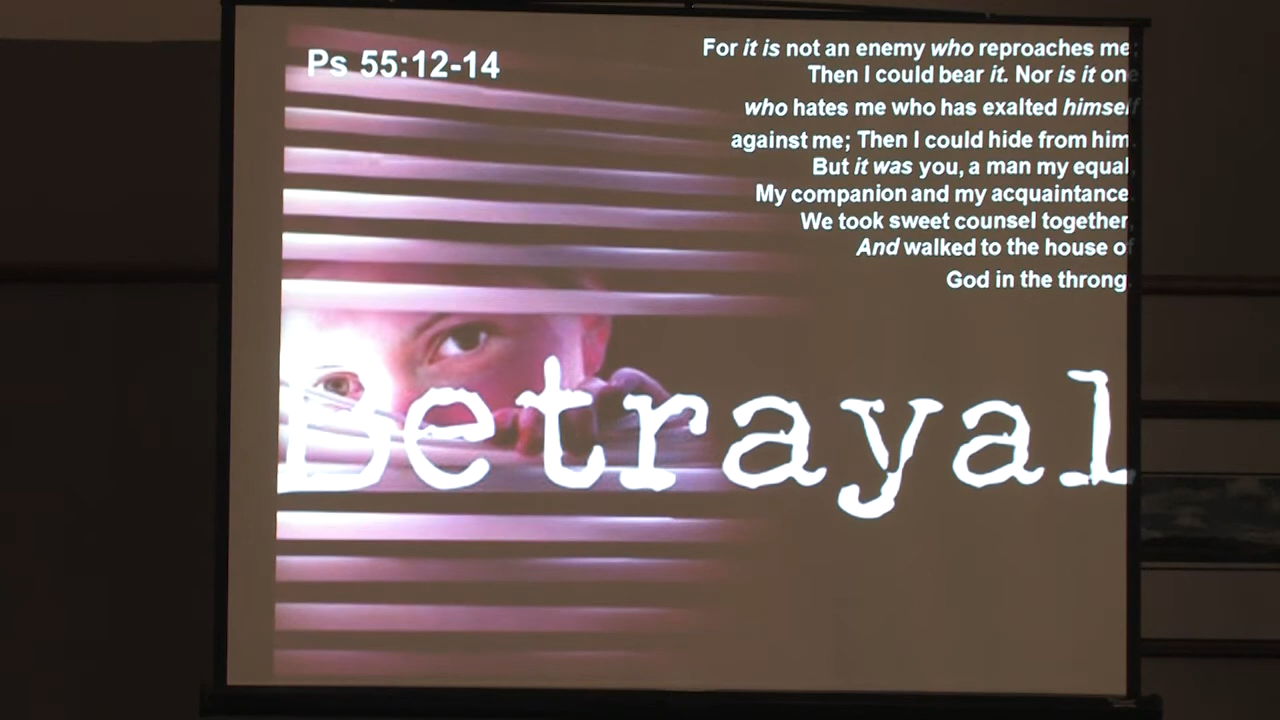 Ps 55:12-14
For it is not an enemy who reproaches me;
Then I could bear it. Nor is it one
who hates me who has exalted himself
against me; Then I could hide from him.
But it was you, a man my equal,
My companion and my acquaintance.
We took sweet counsel together,
And walked to the house of
God in the throng.
Betrayal